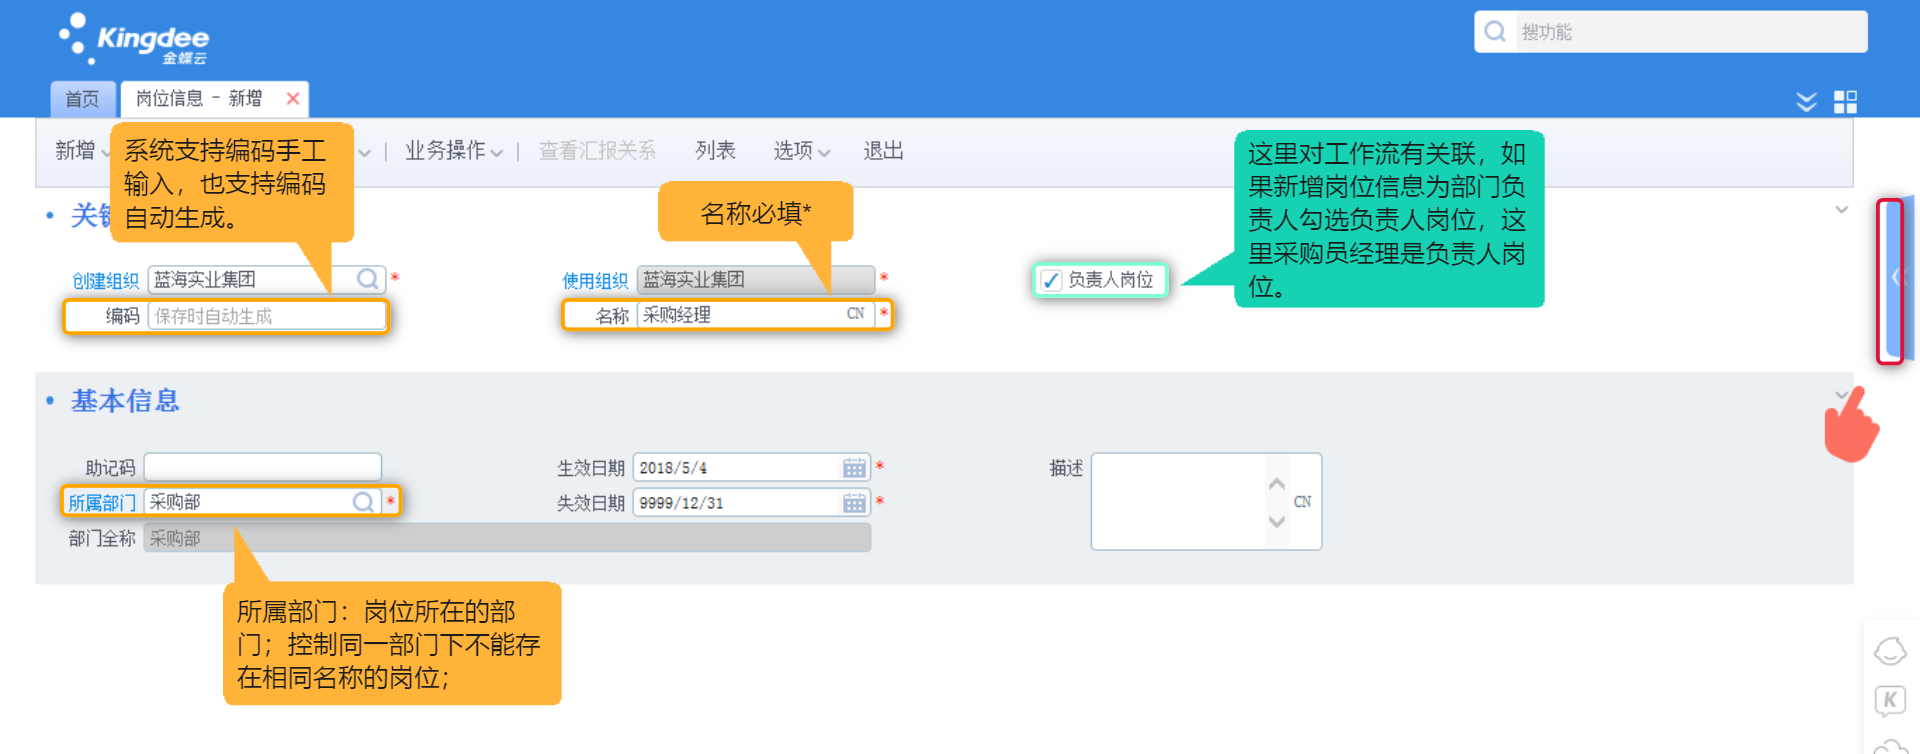 Kingdee
金蝶云
搜功能
首页
岗位信息 - 新增
新增
业务操作
查看汇报关系
列表
选项
退出
系统支持编码手工
输入，也支持编码
自动生成。
名称必填*
这里对工作流有关联，如
果新增岗位信息为部门负
责人勾选负责人岗位，这
里采购员经理是负责人岗
位。
关键
创建组织 蓝海实业集团 *
使用组织 蓝海实业集团 *
负责人岗位
编码 保存时自动生成
名称 采购经理 CN *
基本信息
助记码
生效日期 2018/5/4 *
描述 CN
所属部门 采购部 *
失效日期 9999/12/31 *
部门全称 采购部
所属部门：岗位所在的部
门；控制同一部门下不能存
在相同名称的岗位；
K